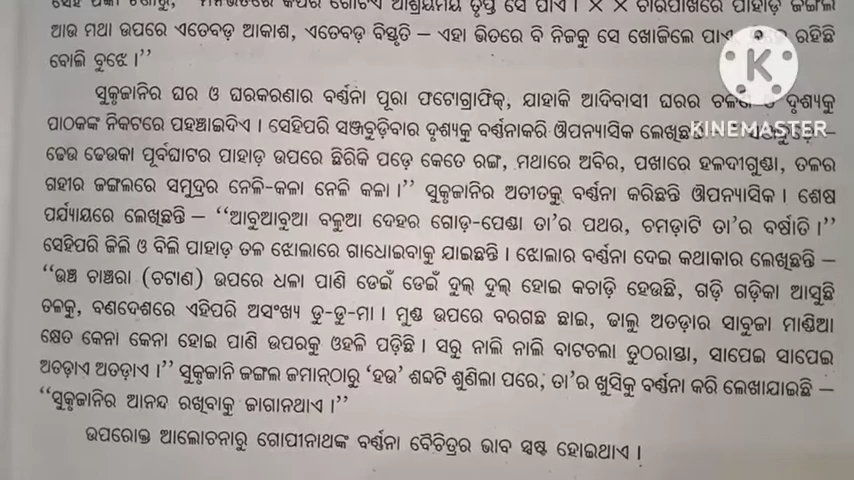 ଆଉ ମଥା ଉପରେ ଏତେବଡ଼ ଆକାଶ, ଏତେବଡ଼ ବିସ୍ତୃତି – ଏହା ଭିତରେ ବି ନିଜକୁ ସେ ଖୋଜିଲେ ପାଏ ରହିଛି
ବୋଲି ବୁଝେ ।”
ସୁକ୍ରୁଜାନିର ଘର ଓ ଘରକରଣାର ବର୍ଣ୍ଣନା ପୂରା ଫଟୋଗ୍ରାଫିକ୍, ଯାହାକି ଆଦିବାସୀ ଘରର ଚଳଣି ଓ ଦୃଶ୍ୟକୁ
ପାଠକଙ୍କ ନିକଟରେ ପହଞ୍ଚାଇଦିଏ । ସେହିପରି ସଞ୍ଜବୁଡ଼ିବାର ଦୃଶ୍ୟକୁ ବର୍ଣ୍ଣନାକରି ଔପନ୍ୟାସିକ ଲେଖିଛନ୍ତି –
KINEMASTER
ଢେଉ ଢେଉକା ପୂର୍ବଘାଟର ପାହାଡ଼ ଉପରେ ଛିରିକି ପଡ଼େ କେତେ ରଙ୍ଗ, ମଥାରେ ଅବିର, ପଖାରେ ହଳଦୀଗୁଣ୍ଡା, ତଳର
ଗହୀର ଜଙ୍ଗଲରେ ସମୁଦ୍ରର ନେଳି-କଳା ନେଳି କଳା ।” ସୁକ୍ରୁଜାନିର ଅତୀତକୁ ବର୍ଣ୍ଣନା କରିଛନ୍ତି ଔପନ୍ୟାସିକ । ଶେଷ
ପର୍ଯ୍ୟାୟରେ ଲେଖିଛନ୍ତି – “ଆବୁଆବୁଆ ବଳୁଆ ଦେହର ଗୋଡ଼-ପେଣ୍ଡା ତା’ର ପଥର, ଚମଡ଼ାଟି ତା’ର ବର୍ଷାତି ।”
ସେହିପରି ଜିଲି ଓ ବିଲି ପାହାଡ଼ ତଳ ଝୋଲାରେ ଗାଧୋଇବାକୁ ଯାଇଛନ୍ତି । ଝୋଲାର ବର୍ଣ୍ଣନା ଦେଇ କଥାକାର ଲେଖିଛନ୍ତି –
“ଉଞ୍ଚ ଚାଞ୍ଚରା (ଚଟାଣ) ଉପରେ ଧଳା ପାଣି ଡେଇଁ ଡେଇଁ ଦୁଲ୍ ଦୁଲ୍ ହୋଇ କଚାଡ଼ି ହେଉଛି, ଗଡ଼ି ଗଡ଼ିକା ଆସୁଛି
ତଳକୁ, ବଣଦେଶରେ ଏହିପରି ଅସଂଖ୍ୟ ଡୁ-ଡୁ-ମା । ମୁଣ୍ଡ ଉପରେ ବରଗଛ ଛାଇ, ଢାଲୁ ଅତଡ଼ାର ସାବୁଜା ମାଣ୍ଡିଆ
କ୍ଷେତ କେନା କେନା ହୋଇ ପାଣି ଉପରକୁ ଓହଳି ପଡ଼ିଛି । ସରୁ ନାଲି ନାଲି ବାଟଚଲା ତୁଠରାସ୍ତା, ସାପେଇ ସାପେଇ
ଅତଡ଼ାଏ ଅତଡ଼ାଏ ।” ସୁକ୍ରୁଜାନି ଜଙ୍ଗଲ ଜମାନ୍‌ଠାରୁ ‘ହଉ’ ଶବ୍ଦଟି ଶୁଣିଲା ପରେ, ତା’ର ଖୁସିକୁ ବର୍ଣ୍ଣନା କରି ଲେଖାଯାଇଛି –
“ସୁକ୍ରୁଜାନିର ଆନନ୍ଦ ରଖିବାକୁ ଜାଗାନଥାଏ ।”
ଉପରୋକ୍ତ ଆଲୋଚନାରୁ ଗୋପୀନାଥଙ୍କ ବର୍ଣ୍ଣନା ବୈଚିତ୍ରର ଭାବ ସ୍ପଷ୍ଟ ହୋଇଥାଏ ।